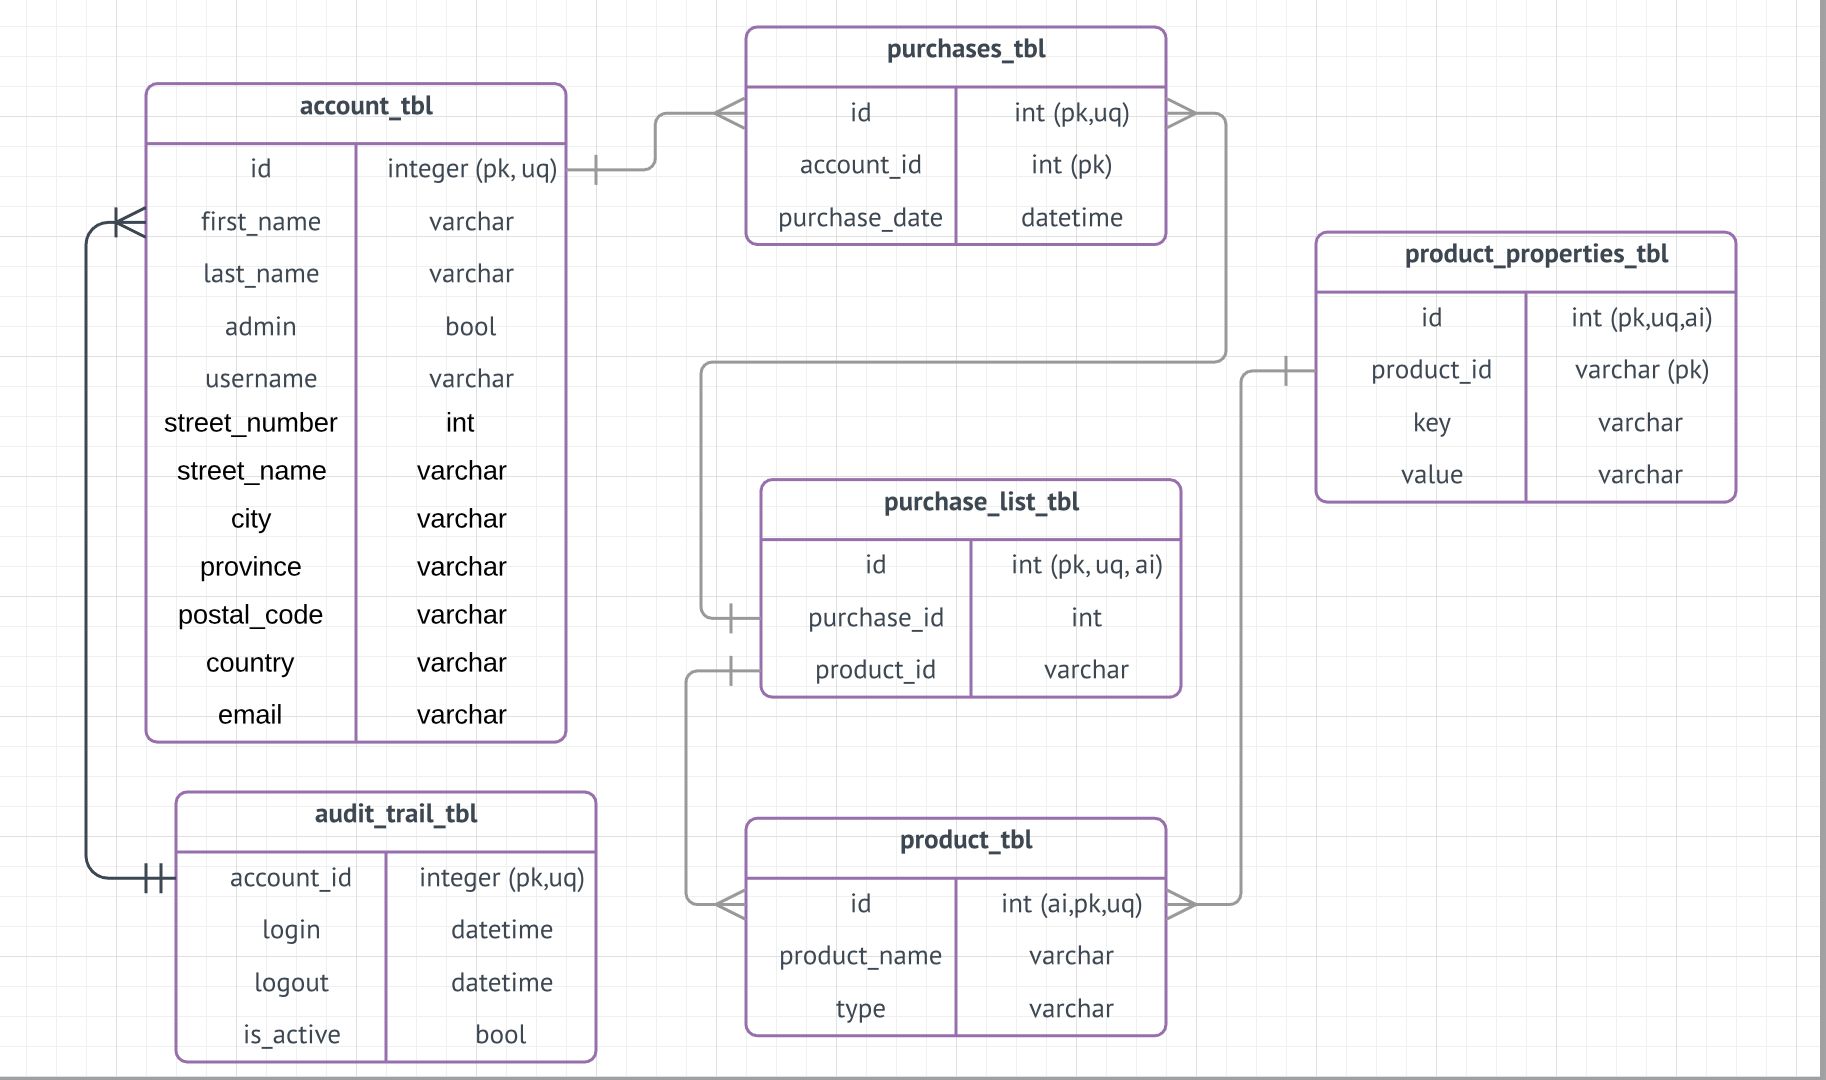 account_tbl
id integer (pk, uq)
first_name varchar
last_name varchar
admin bool
username varchar
street_number int
street_name varchar
city varchar
province varchar
postal_code varchar
country varchar
email varchar
audit_trail_tbl
account_id integer (pk,uq)
login datetime
logout datetime
is_active bool
purchases_tbl
id int (pk,uq)
account_id int (pk)
purchase_date datetime
purchase_list_tbl
id int (pk, uq, ai)
purchase_id int
product_id varchar
product_tbl
id int (ai,pk,uq)
product_name varchar
type varchar
product_properties_tbl
id int (pk,uq,ai)
product_id varchar (pk)
key varchar
value varchar